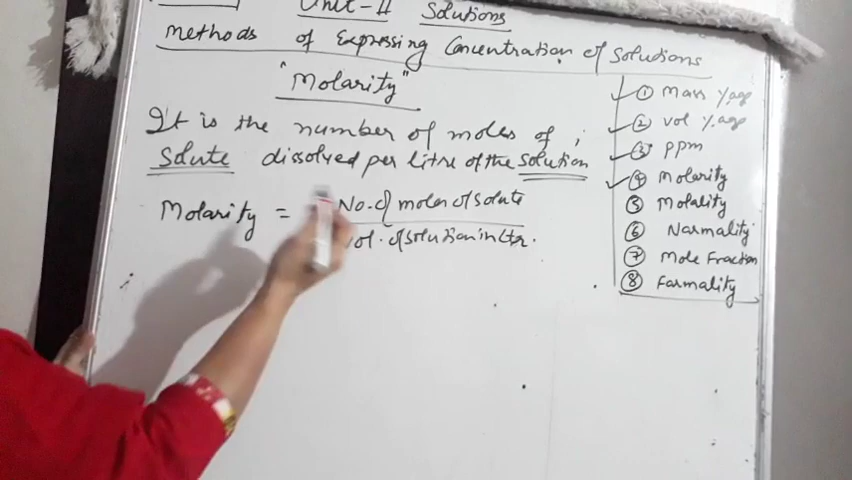 Unit-II Solutions
Methods of Expressing Concentration of Solutions
"Molarity"
It is the number of moles of ;
Solute dissolved per litre of the solution
Molarity = No. of moles of solute
vol. of solution in Ltr.
① Mass %age
② vol %age
③ ppm
④ Molarity
⑤ Molality
⑥ Normality
⑦ Mole Fraction
⑧ Formality